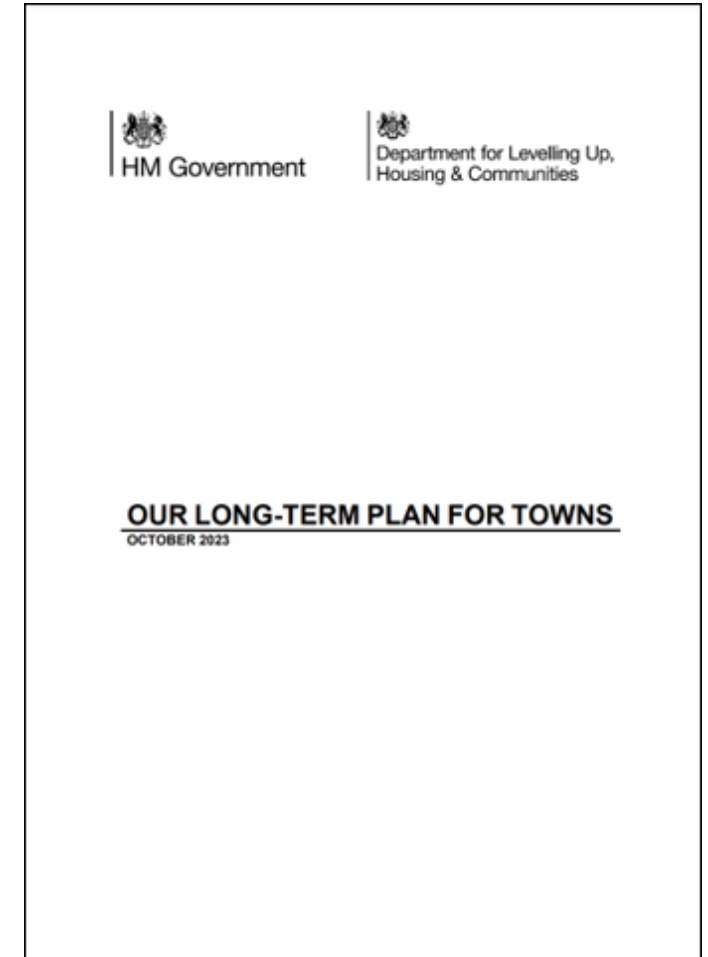 HM Government
Department for Levelling Up,
Housing & Communities
OUR LONG-TERM PLAN FOR TOWNS
OCTOBER 2023